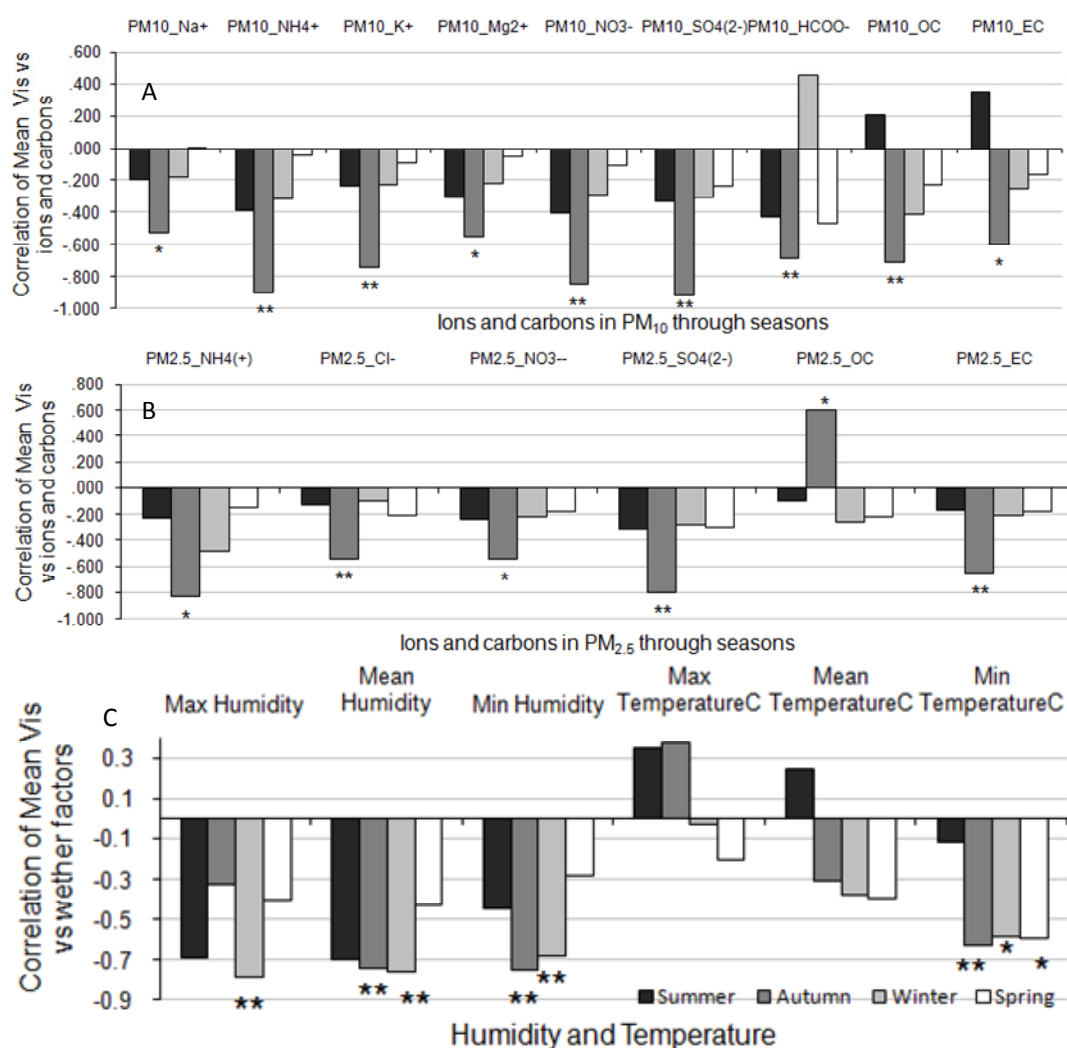 PM10_Na+ PM10_NH4+ PM10_K+ PM10_Mg2+ PM10_NO3- PM10_SO4(2-) PM10_HCOO- PM10_OC PM10_EC
Correlation of Mean Vis vs
ions and carbons
A
.600
.400
.200
.000
-.200
-.400
-.600
-.800
-1.000
* ** ** * ** ** ** ** *
Ions and carbons in PM10 through seasons
PM2.5_NH4(+) PM2.5_Cl- PM2.5_NO3-- PM2.5_SO4(2-) PM2.5_OC PM2.5_EC
Correlation of Mean Vis
vs ions and carbons
B
.800
.600
.400
.200
.000
-.200
-.400
-.600
-.800
-1.000
* ** * ** * **
Ions and carbons in PM2.5 through seasons
Max Humidity
Mean
Humidity
Min Humidity
Max
TemperatureC
Mean
TemperatureC
Min
TemperatureC
Correlation of Mean Vis
vs wether factors
C
0.3
0.1
-0.1
-0.3
-0.5
-0.7
-0.9
** ** ** ** ** ** * *
Summer Autumn Winter Spring
Humidity and Temperature